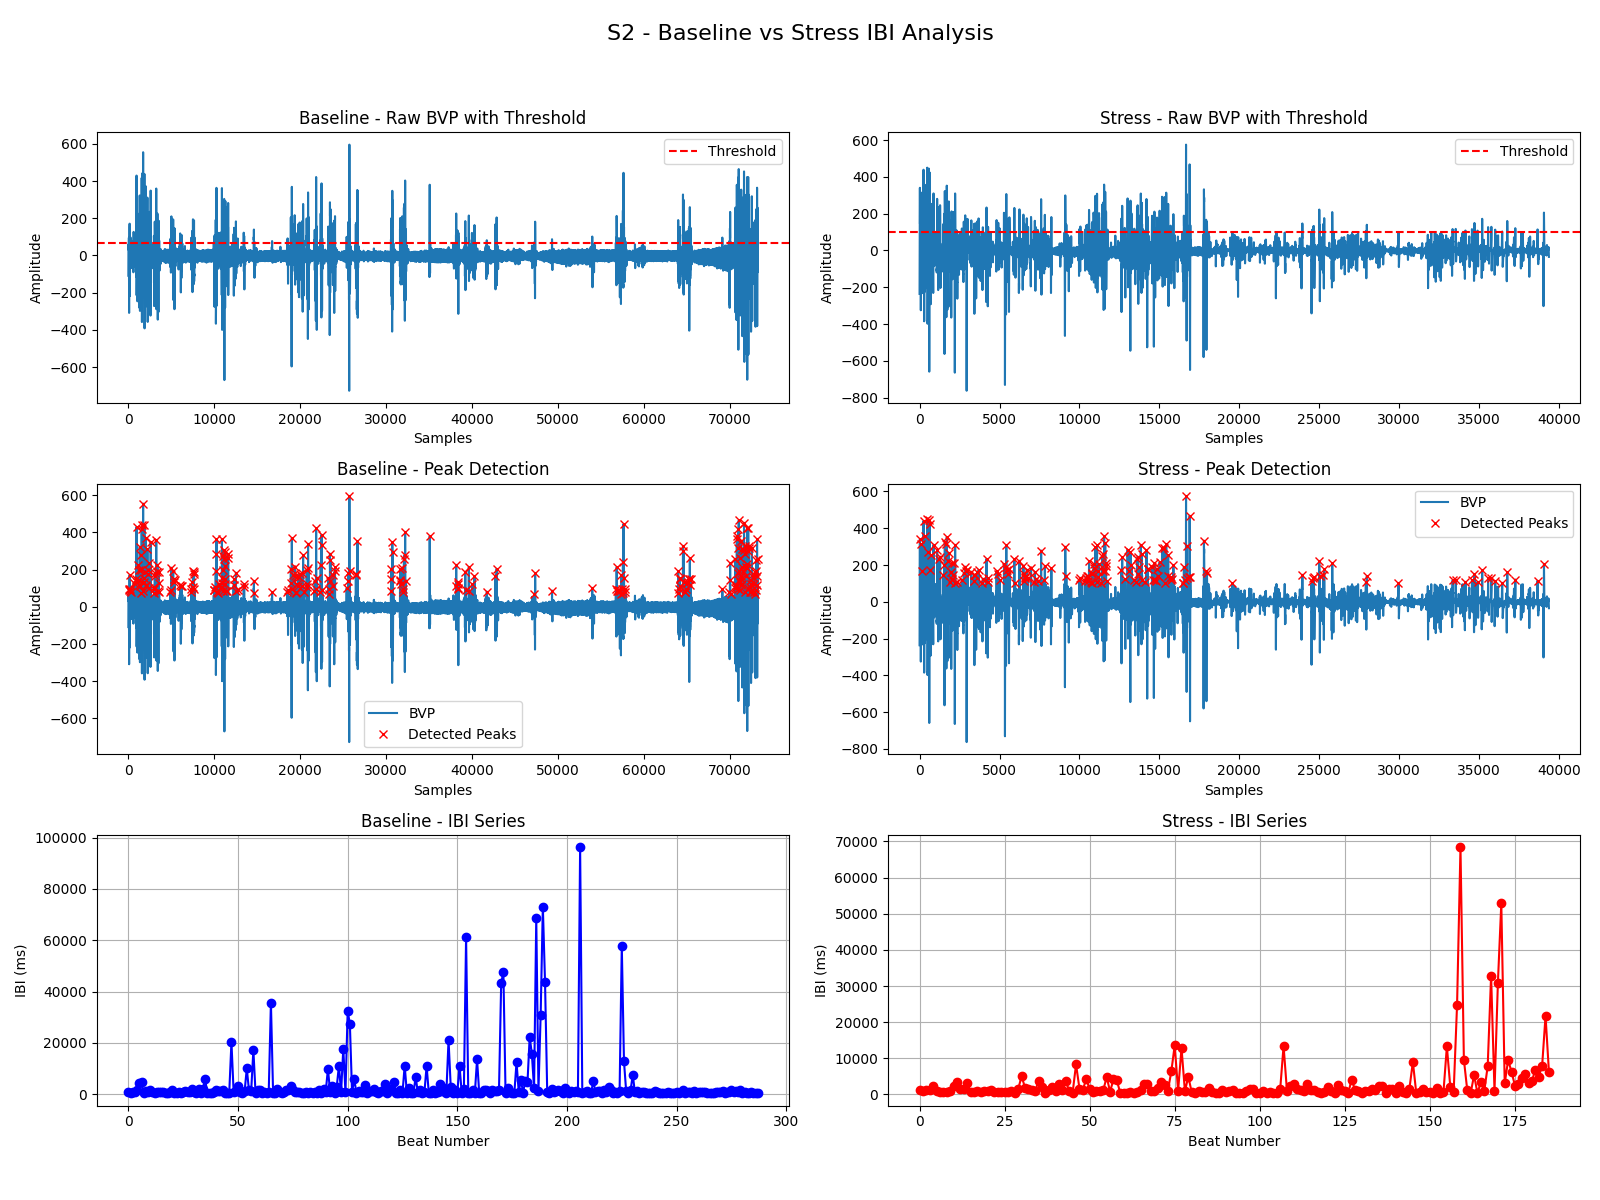 S2 - Baseline vs Stress IBI Analysis
Baseline - Raw BVP with Threshold
Amplitude
600
400
200
0
−200
−400
−600
Threshold
0 10000 20000 30000 40000 50000 60000 70000
Samples
Stress - Raw BVP with Threshold
Amplitude
600
400
200
0
−200
−400
−600
−800
Threshold
0 5000 10000 15000 20000 25000 30000 35000 40000
Samples
Baseline - Peak Detection
Amplitude
600
400
200
0
−200
−400
−600
BVP
Detected Peaks
0 10000 20000 30000 40000 50000 60000 70000
Samples
Stress - Peak Detection
Amplitude
600
400
200
0
−200
−400
−600
−800
BVP
Detected Peaks
0 5000 10000 15000 20000 25000 30000 35000 40000
Samples
Baseline - IBI Series
IBI (ms)
100000
80000
60000
40000
20000
0
0 50 100 150 200 250 300
Beat Number
Stress - IBI Series
IBI (ms)
70000
60000
50000
40000
30000
20000
10000
0
0 25 50 75 100 125 150 175
Beat Number